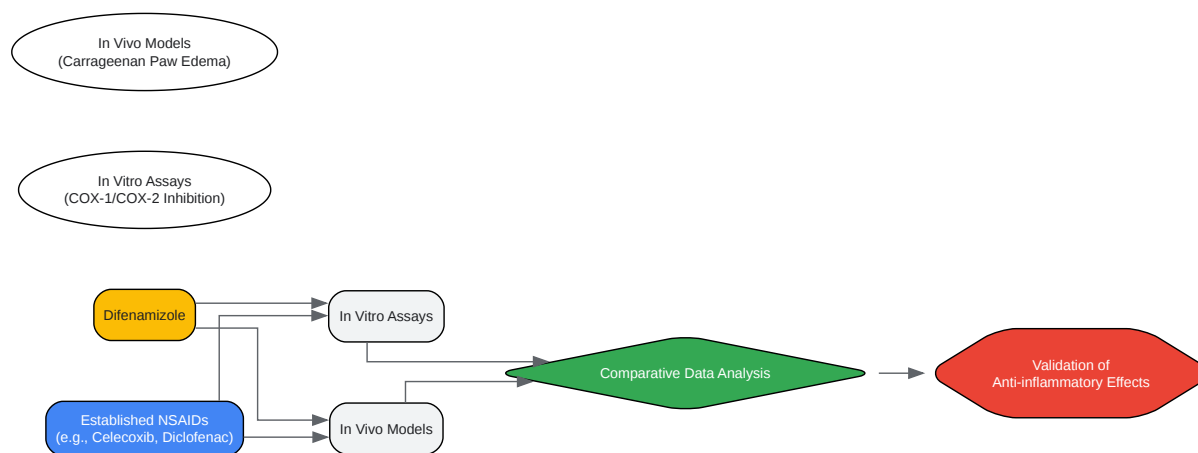 In Vivo Models
(Carrageenan Paw Edema)
In Vitro Assays
(COX-1/COX-2 Inhibition)
Difenamizole
In Vitro Assays
Comparative Data Analysis
Validation of
Anti-inflammatory Effects
Established NSAIDs
(e.g., Celecoxib, Diclofenac)
In Vivo Models